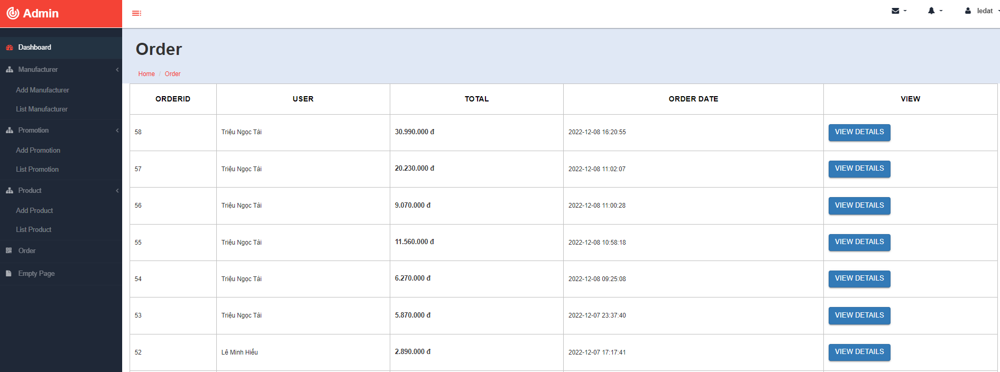 Admin
ledat
Dashboard
Manufacturer
Add Manufacturer
List Manufacturer
Promotion
Add Promotion
List Promotion
Product
Add Product
List Product
Order
Empty Page
Order
Home / Order
ORDERID USER TOTAL ORDER DATE VIEW
58 Triệu Ngọc Tài 30.990.000 đ 2022-12-08 16:20:55 VIEW DETAILS
57 Triệu Ngọc Tài 20.230.000 đ 2022-12-08 11:02:07 VIEW DETAILS
56 Triệu Ngọc Tài 9.070.000 đ 2022-12-08 11:00:28 VIEW DETAILS
55 Triệu Ngọc Tài 11.560.000 đ 2022-12-08 10:58:18 VIEW DETAILS
54 Triệu Ngọc Tài 6.270.000 đ 2022-12-08 09:25:08 VIEW DETAILS
53 Triệu Ngọc Tài 5.870.000 đ 2022-12-07 23:37:40 VIEW DETAILS
52 Lê Minh Hiếu 2.890.000 đ 2022-12-07 17:17:41 VIEW DETAILS